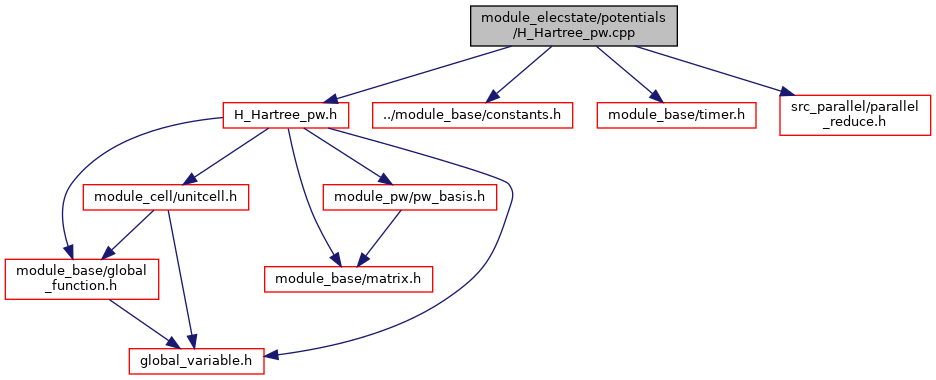 module_elecstate/potentials
/H_Hartree_pw.cpp
H_Hartree_pw.h
../module_base/constants.h
module_base/timer.h
src_parallel/parallel
_reduce.h
module_cell/unitcell.h
module_pw/pw_basis.h
module_base/global
_function.h
module_base/matrix.h
global_variable.h